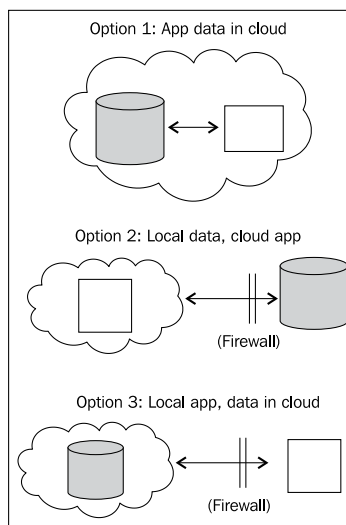 Option 1: App data in cloud
Option 2: Local data, cloud app
(Firewall)
Option 3: Local app, data in cloud
(Firewall)